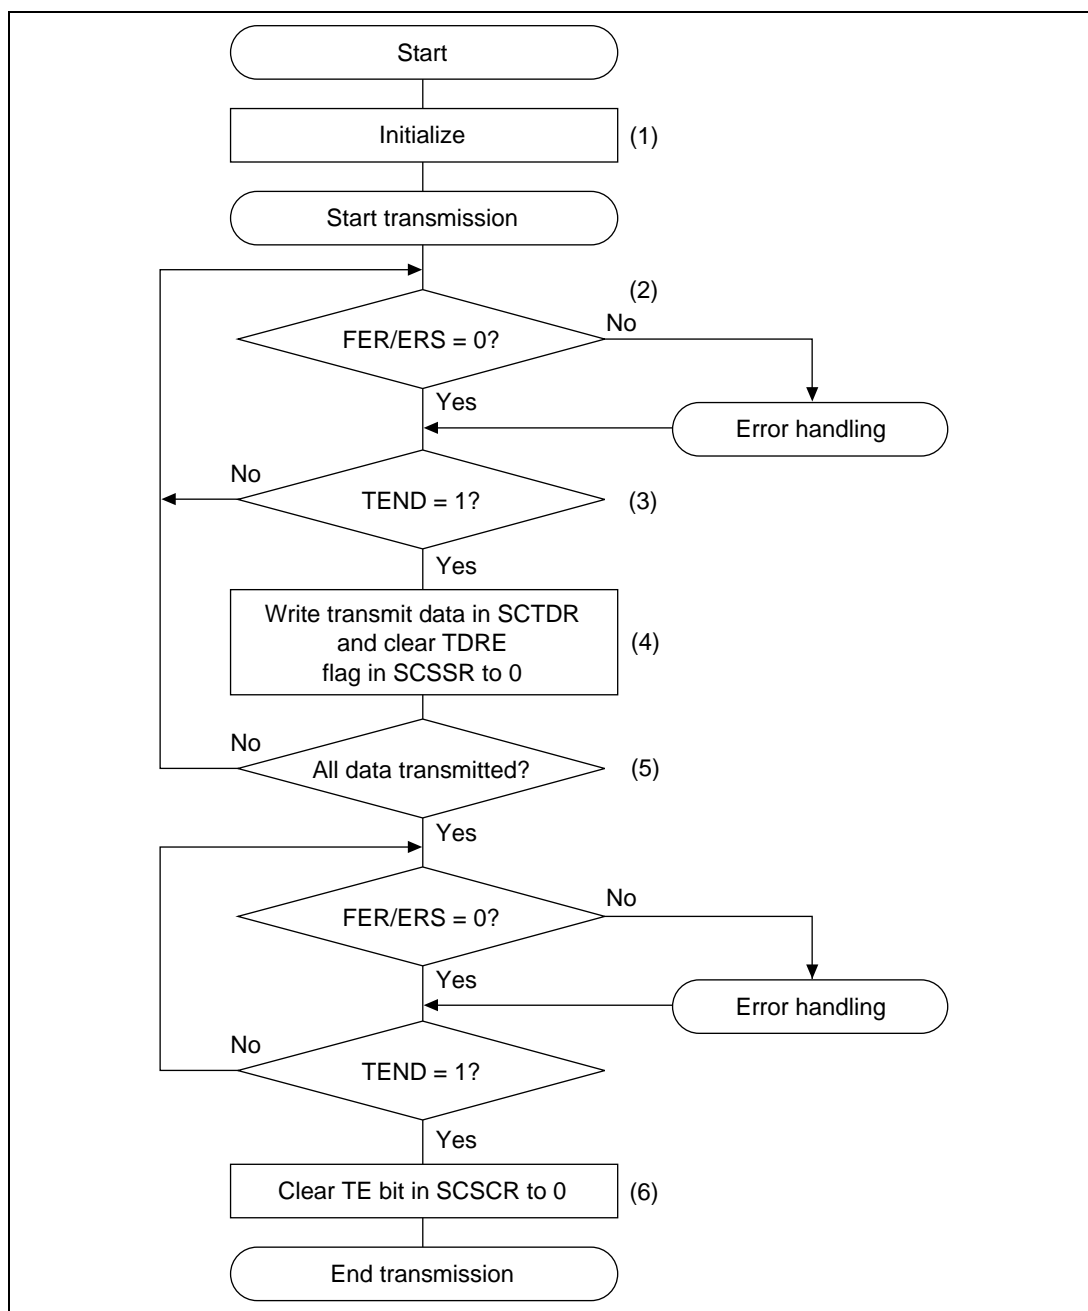 Start
Initialize
(1)
Start transmission
(2)
FER/ERS = 0?
No
Yes
Error handling
No
TEND = 1?
(3)
Yes
Write transmit data in SCTDR
and clear TDRE
flag in SCSSR to 0
(4)
No
All data transmitted?
(5)
Yes
FER/ERS = 0?
No
Yes
Error handling
No
TEND = 1?
Yes
Clear TE bit in SCSCR to 0
(6)
End transmission